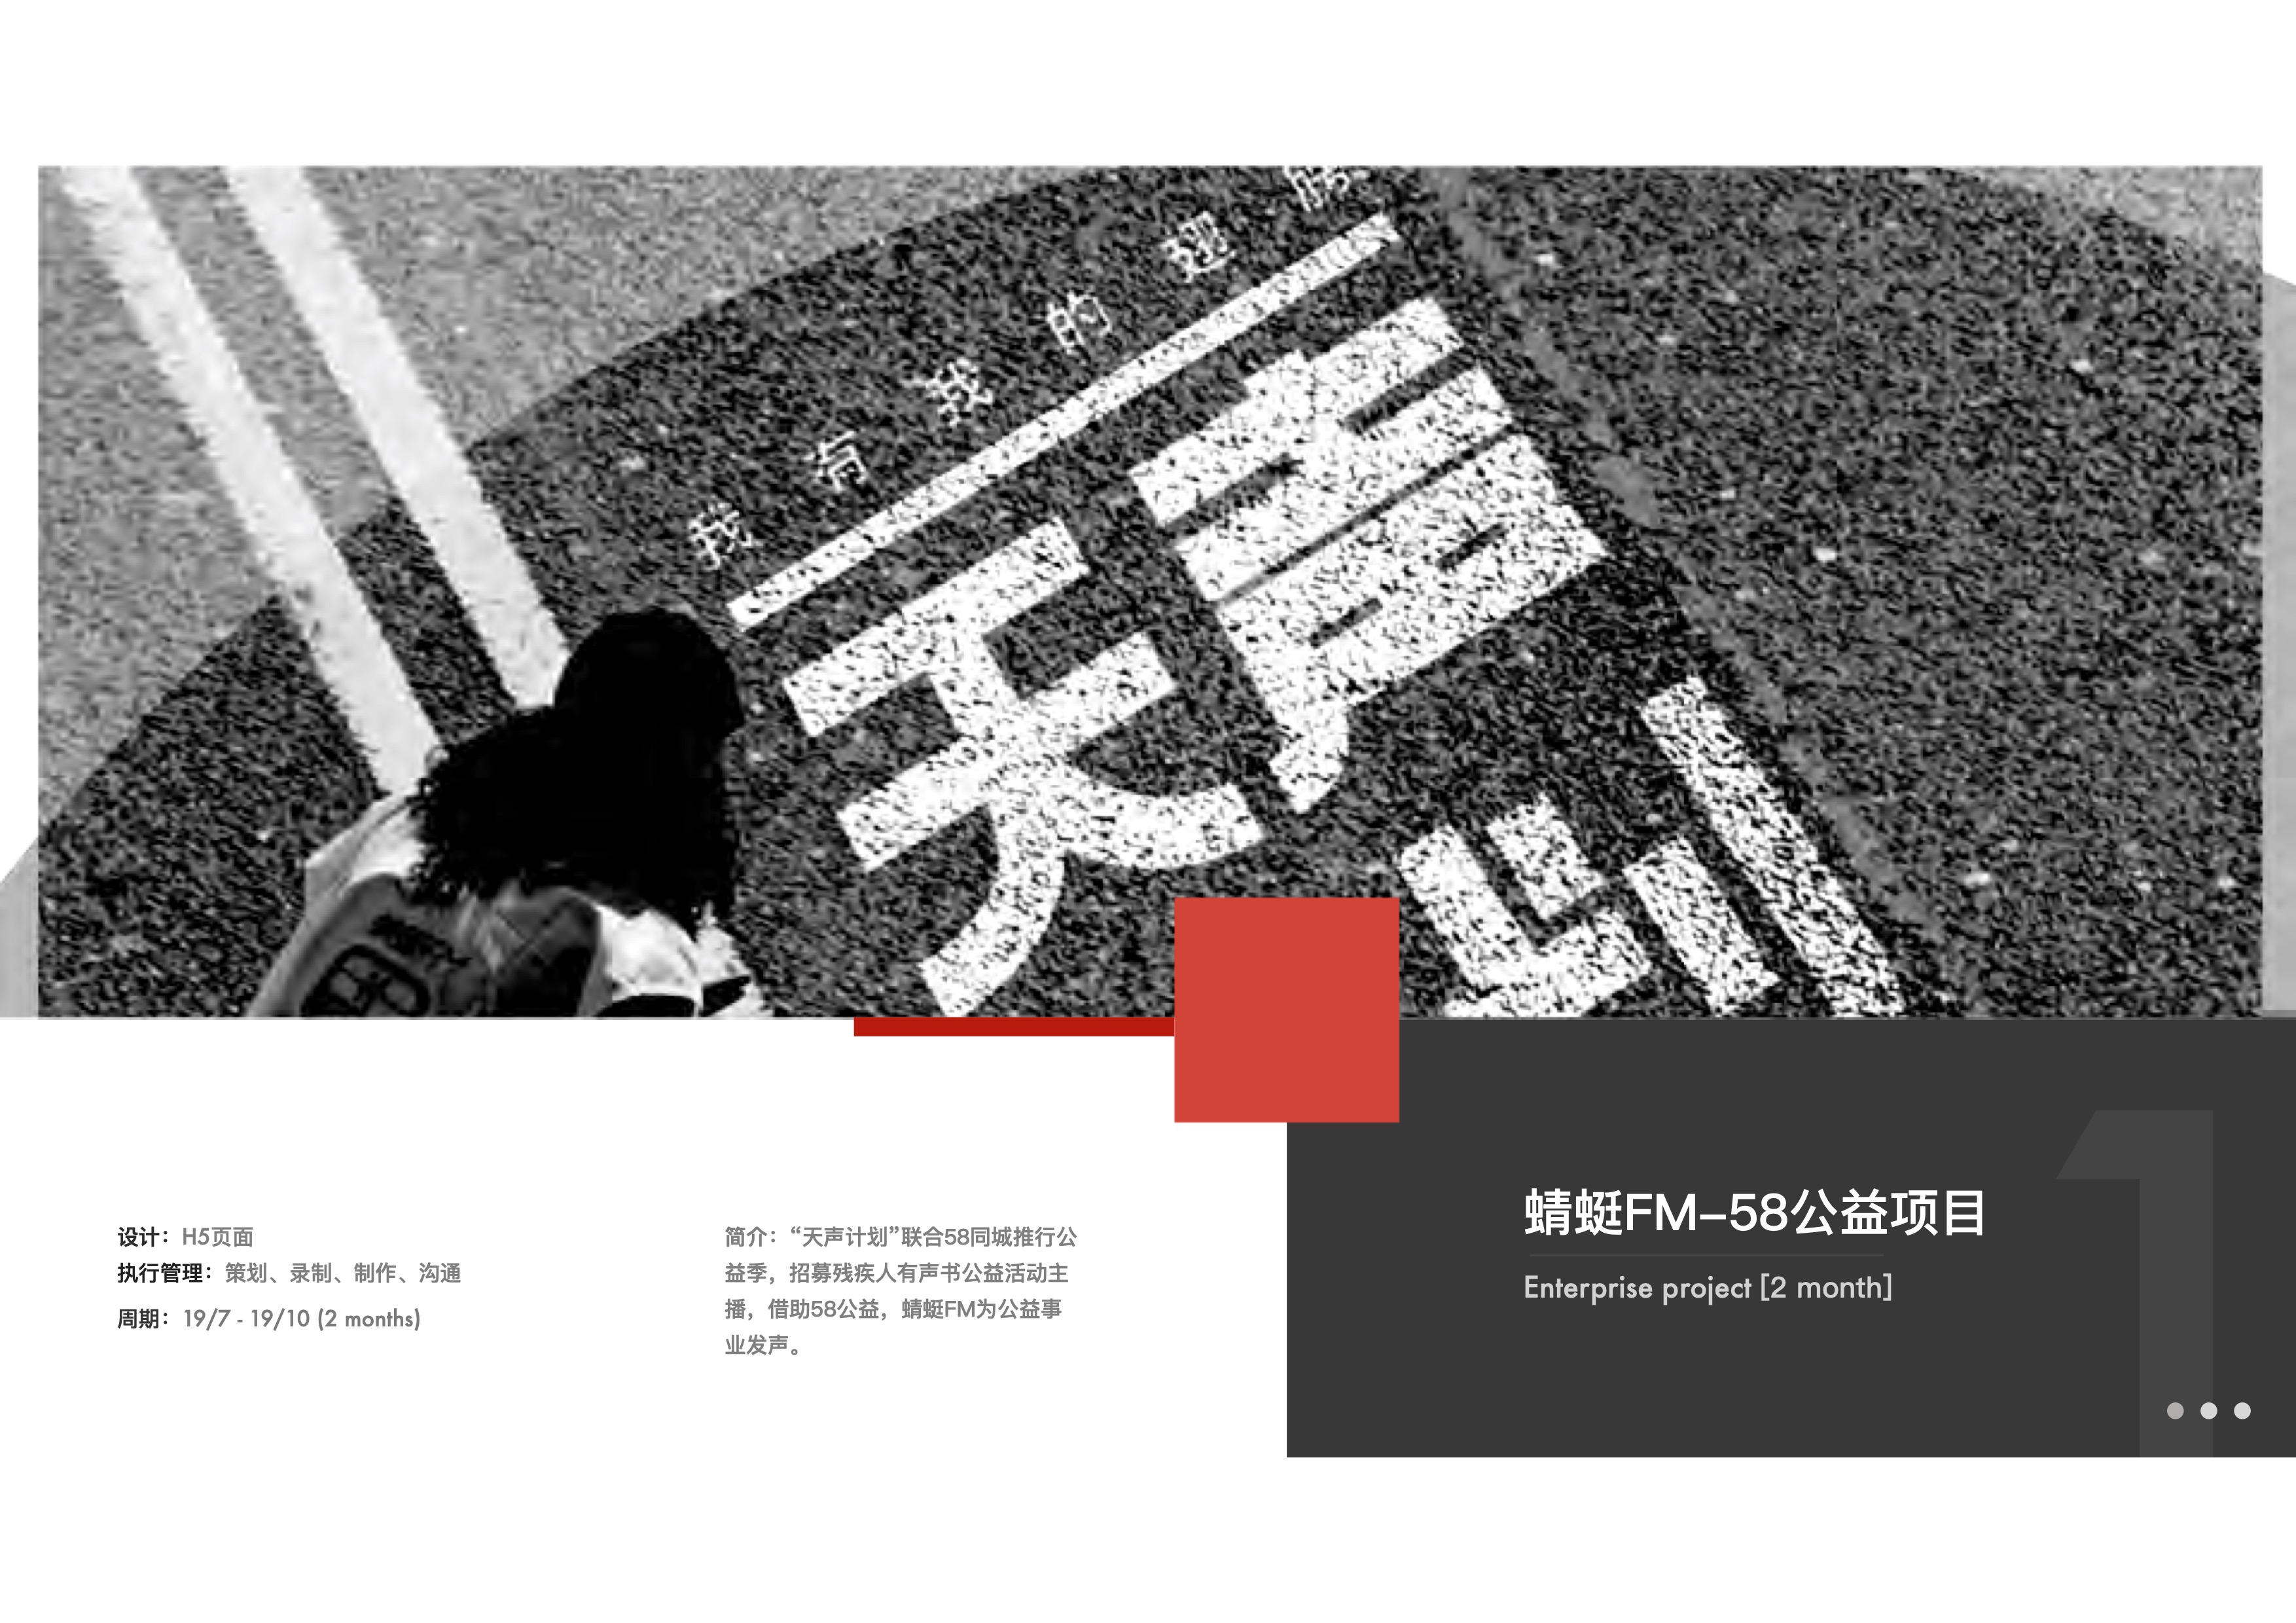 我有我的翅膀
天声
计划
设计：H5页面
执行管理：策划、录制、制作、沟通
周期：19/7 - 19/10 (2 months)
简介：“天声计划”联合58同城推行公
益季，招募残疾人有声书公益活动主
播，借助58公益，蜻蜓FM为公益事
业发声。
1
蜻蜓FM–58公益项目
Enterprise project [2 month]